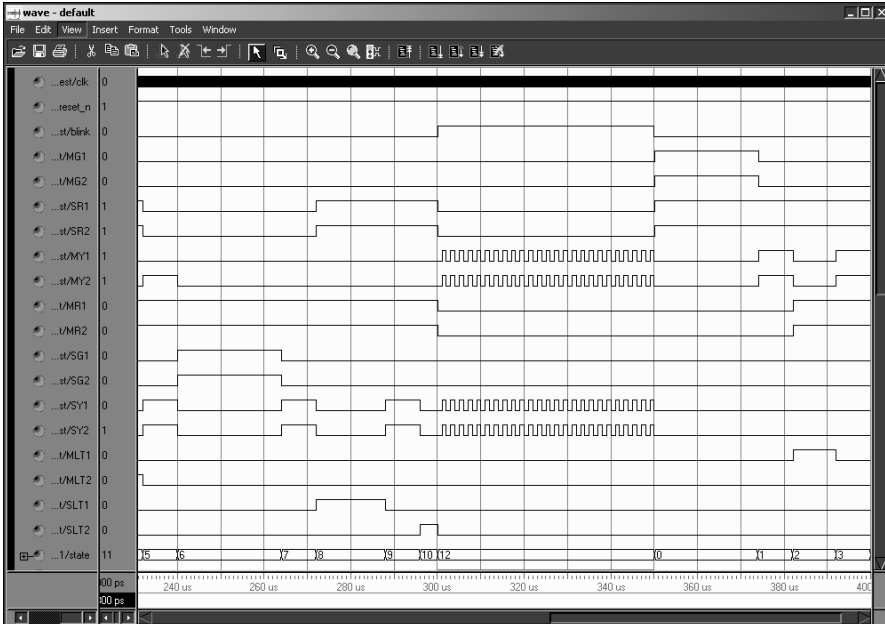 wave - default
File Edit View Insert Format Tools Window
...est/clk 0
...reset_n 1
...st/blink 0
...t/MG1 0
...t/MG2 0
...st/SR1 1
...st/SR2 1
...st/MY1 1
...st/MY2 1
...t/MR1 0
...t/MR2 0
...st/SG1 0
...st/SG2 0
...st/SY1 0
...st/SY2 1
...t/MLT1 0
...t/MLT2 0
...t/SLT1 0
...t/SLT2 0
...1/state 11 5 6 7 8 9 10 12 0 1 2 3
00 ps 240 us 260 us 280 us 300 us 320 us 340 us 360 us 380 us 400
00 ps